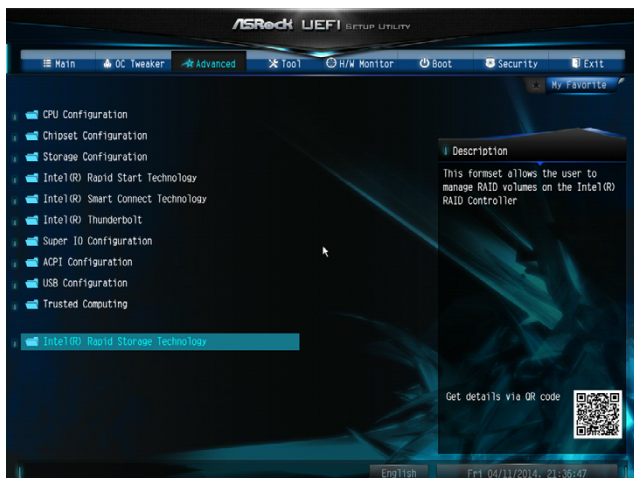 ASRock UEFI SETUP UTILITY
Main OC Tweaker Advanced Tool H/W Monitor Boot Security Exit
My Favorite
CPU Configuration
Chipset Configuration
Storage Configuration
Intel(R) Rapid Start Technology
Intel(R) Smart Connect Technology
Intel(R) Thunderbolt
Super IO Configuration
ACPI Configuration
USB Configuration
Trusted Computing
Intel(R) Rapid Storage Technology
Description
This formset allows the user to
manage RAID volumes on the Intel(R)
RAID Controller
Get details via QR code
English Fri 04/11/2014, 21:36:47